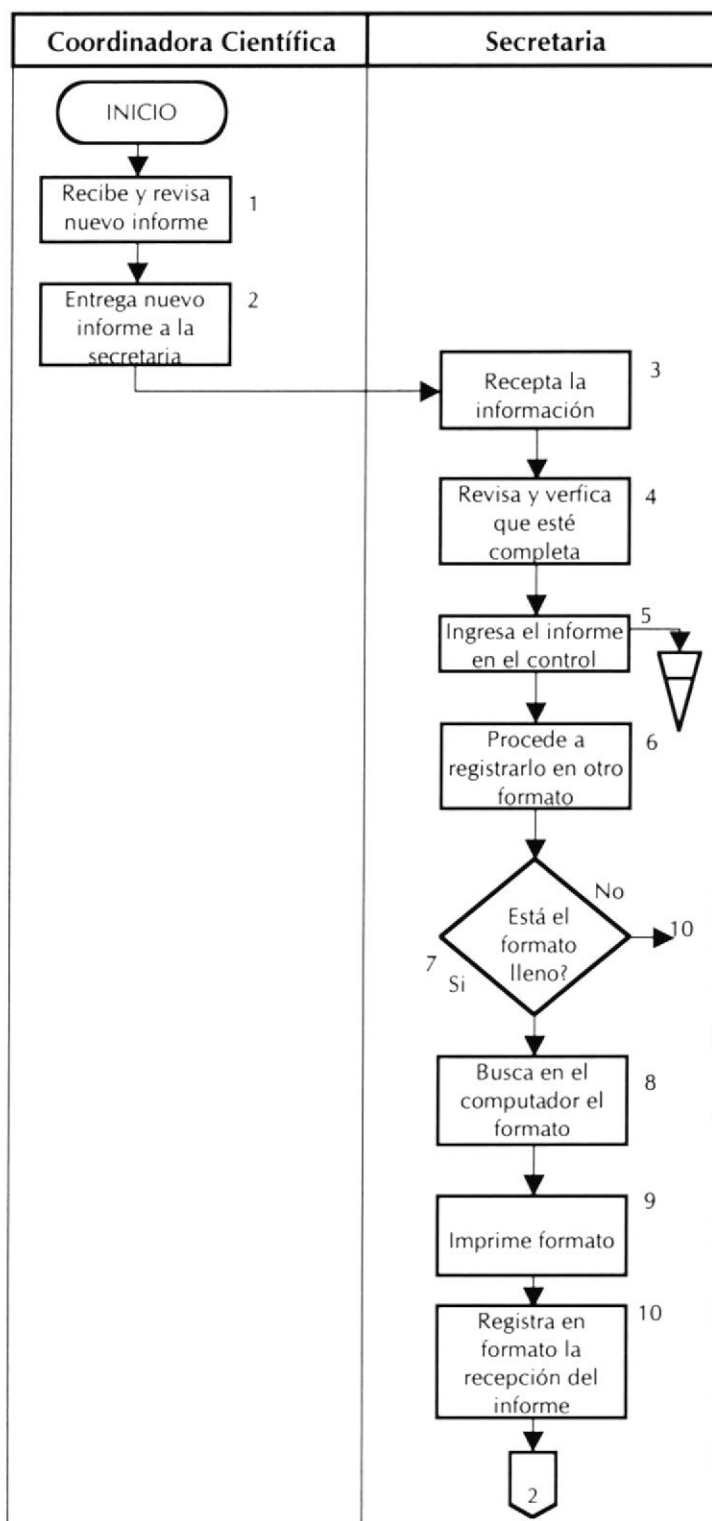 Coordinadora Científica
Secretaria
INICIO
Recibe y revisa
nuevo informe
1
Entrega nuevo
informe a la
secretaria
2
Recepta la
información
3
Revisa y verfica
que esté
completa
4
Ingresa el informe
en el control
5
Procede a
registrarlo en otro
formato
6
Está el
formato
lleno?
No
10
7
Si
Busca en el
computador el
formato
8
Imprime formato
9
Registra en
formato la
recepción del
informe
10
2